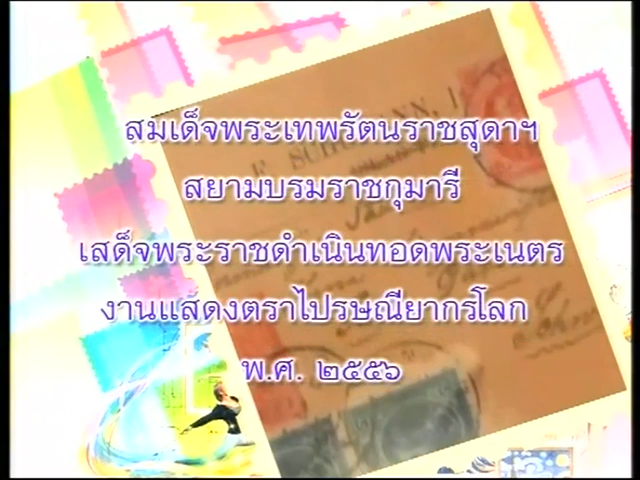 สมเด็จพระเทพรัตนราชสุดาฯ
สยามบรมราชกุมารี
เสด็จพระราชดำเนินทอดพระเนตร
งานแสดงตราไปรษณียากรโลก
พ.ศ. ๒๕๕๖